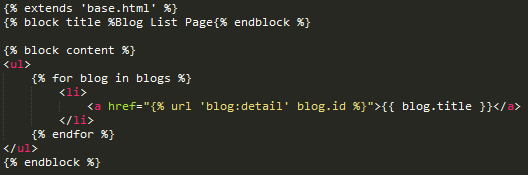 {% extends 'base.html' %}
{% block title %Blog List Page{% endblock %}
{% block content %}
<ul>
{% for blog in blogs %}
<li>
<a href="{% url 'blog:detail' blog.id %}">{{ blog.title }}</a>
</li>
{% endfor %}
</ul>
{% endblock %}